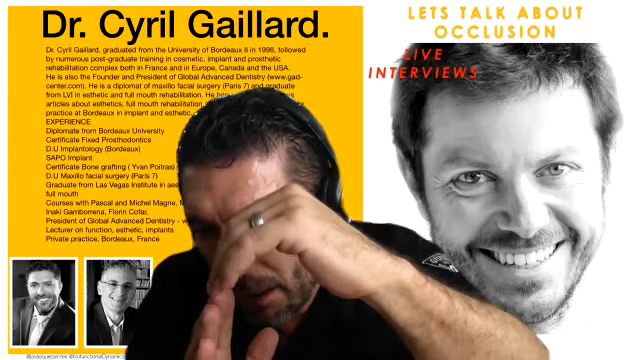 Dr. Cyril Gaillard.
Dr. Cyril Gaillard, graduated from the University of Bordeaux II in 1998, followed
by numerous post-graduate training in cosmetic, implant and prosthetic
rehabilitation complex both in France and in Europe, Canada and the USA.
He is also the Founder and President of Global Advanced Dentistry (www.gad-
center.com). He is a diplomat of maxillo facial surgery (Paris 7) and graduate
from LVI in esthetic and full mouth rehabilitation. He
articles about esthetics, full mouth rehabilitation
practice at Bordeaux in implant and esthetic.
EXPERIENCE
Diplomate from Bordeaux University
Certificate Fixed Prosthodontics
D.U Implantology (Bordeaux)
SAPO Implant
Certificate Bone grafting ( Yvan Poitras)
D.U Maxillo facial surgery (Paris 7)
Graduate from Las Vegas Institute in
full mouth
Courses with Pascal and Michel Magne,
Inaki Gamborrena, Florin Cofar,
President of Global Advanced Dentistry -
Lecturer on function, esthetic, implants
Private practice, Bordeaux, France
LETS TALK ABOUT
OCCLUSION
LIVE
INTERVIEWS